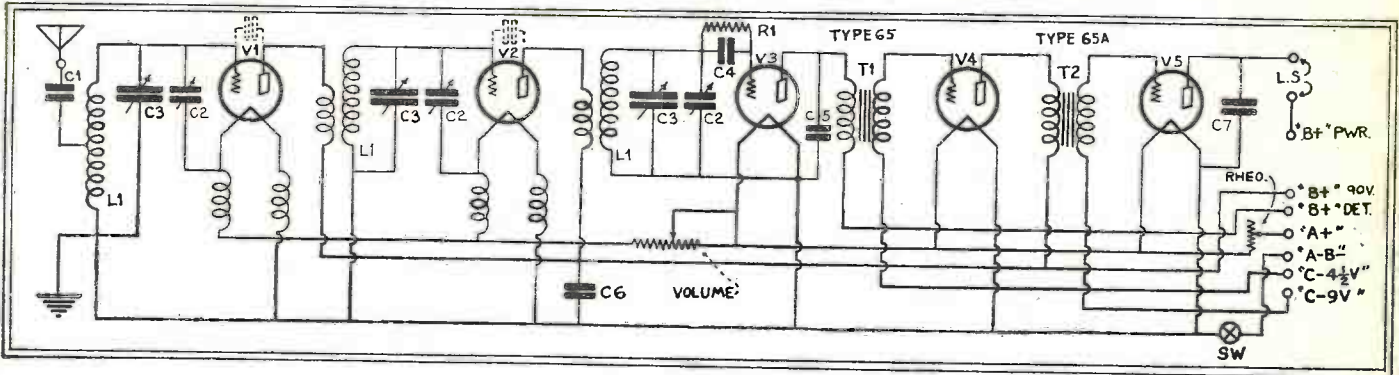 C1
L1
C3
C2
V1
L1
C3
C2
V2
L1
C3
C2
C4
R1
V3
C5
TYPE 65
T1
V4
TYPE 65A
T2
V5
C7
L.S.
"B+" PWR.
RHEO.
"B+" 90V.
"B+" DET.
"A+"
"A-B-"
"C-4½V"
"C-9V"
C6
VOLUME
SW